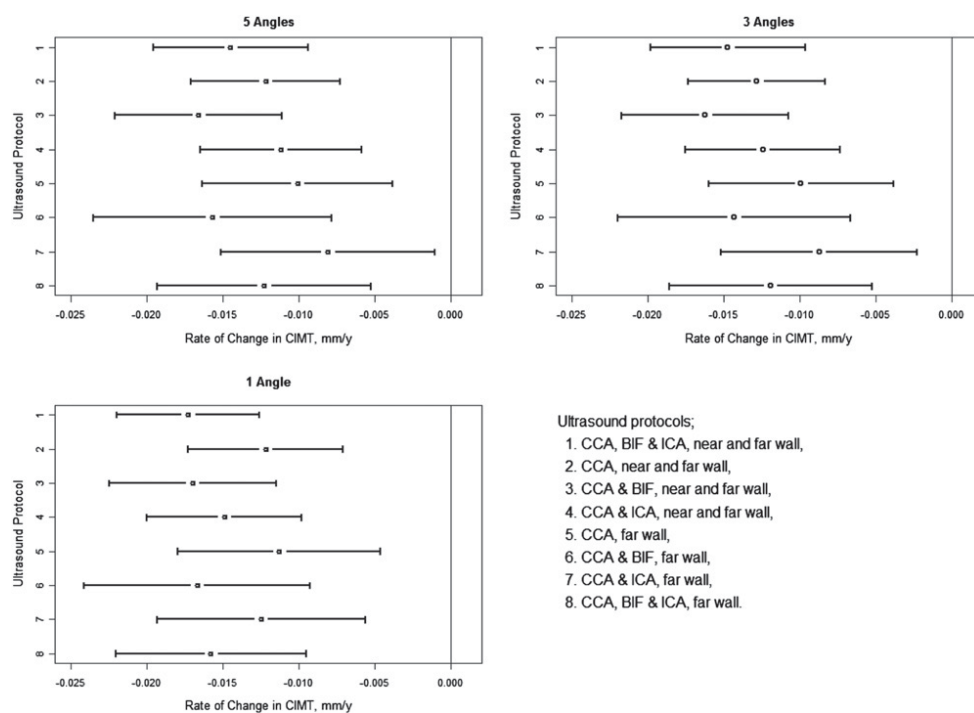 5 Angles
Ultrasound Protocol
1
2
3
4
5
6
7
8
-0.025 -0.020 -0.015 -0.010 -0.005 0.000
Rate of Change in CIMT, mm/y
3 Angles
Ultrasound Protocol
1
2
3
4
5
6
7
8
-0.025 -0.020 -0.015 -0.010 -0.005 0.000
Rate of Change in CIMT, mm/y
1 Angle
Ultrasound Protocol
1
2
3
4
5
6
7
8
-0.025 -0.020 -0.015 -0.010 -0.005 0.000
Rate of Change in CIMT, mm/y
Ultrasound protocols;
1. CCA, BIF & ICA, near and far wall,
2. CCA, near and far wall,
3. CCA & BIF, near and far wall,
4. CCA & ICA, near and far wall,
5. CCA, far wall,
6. CCA & BIF, far wall,
7. CCA & ICA, far wall,
8. CCA, BIF & ICA, far wall.